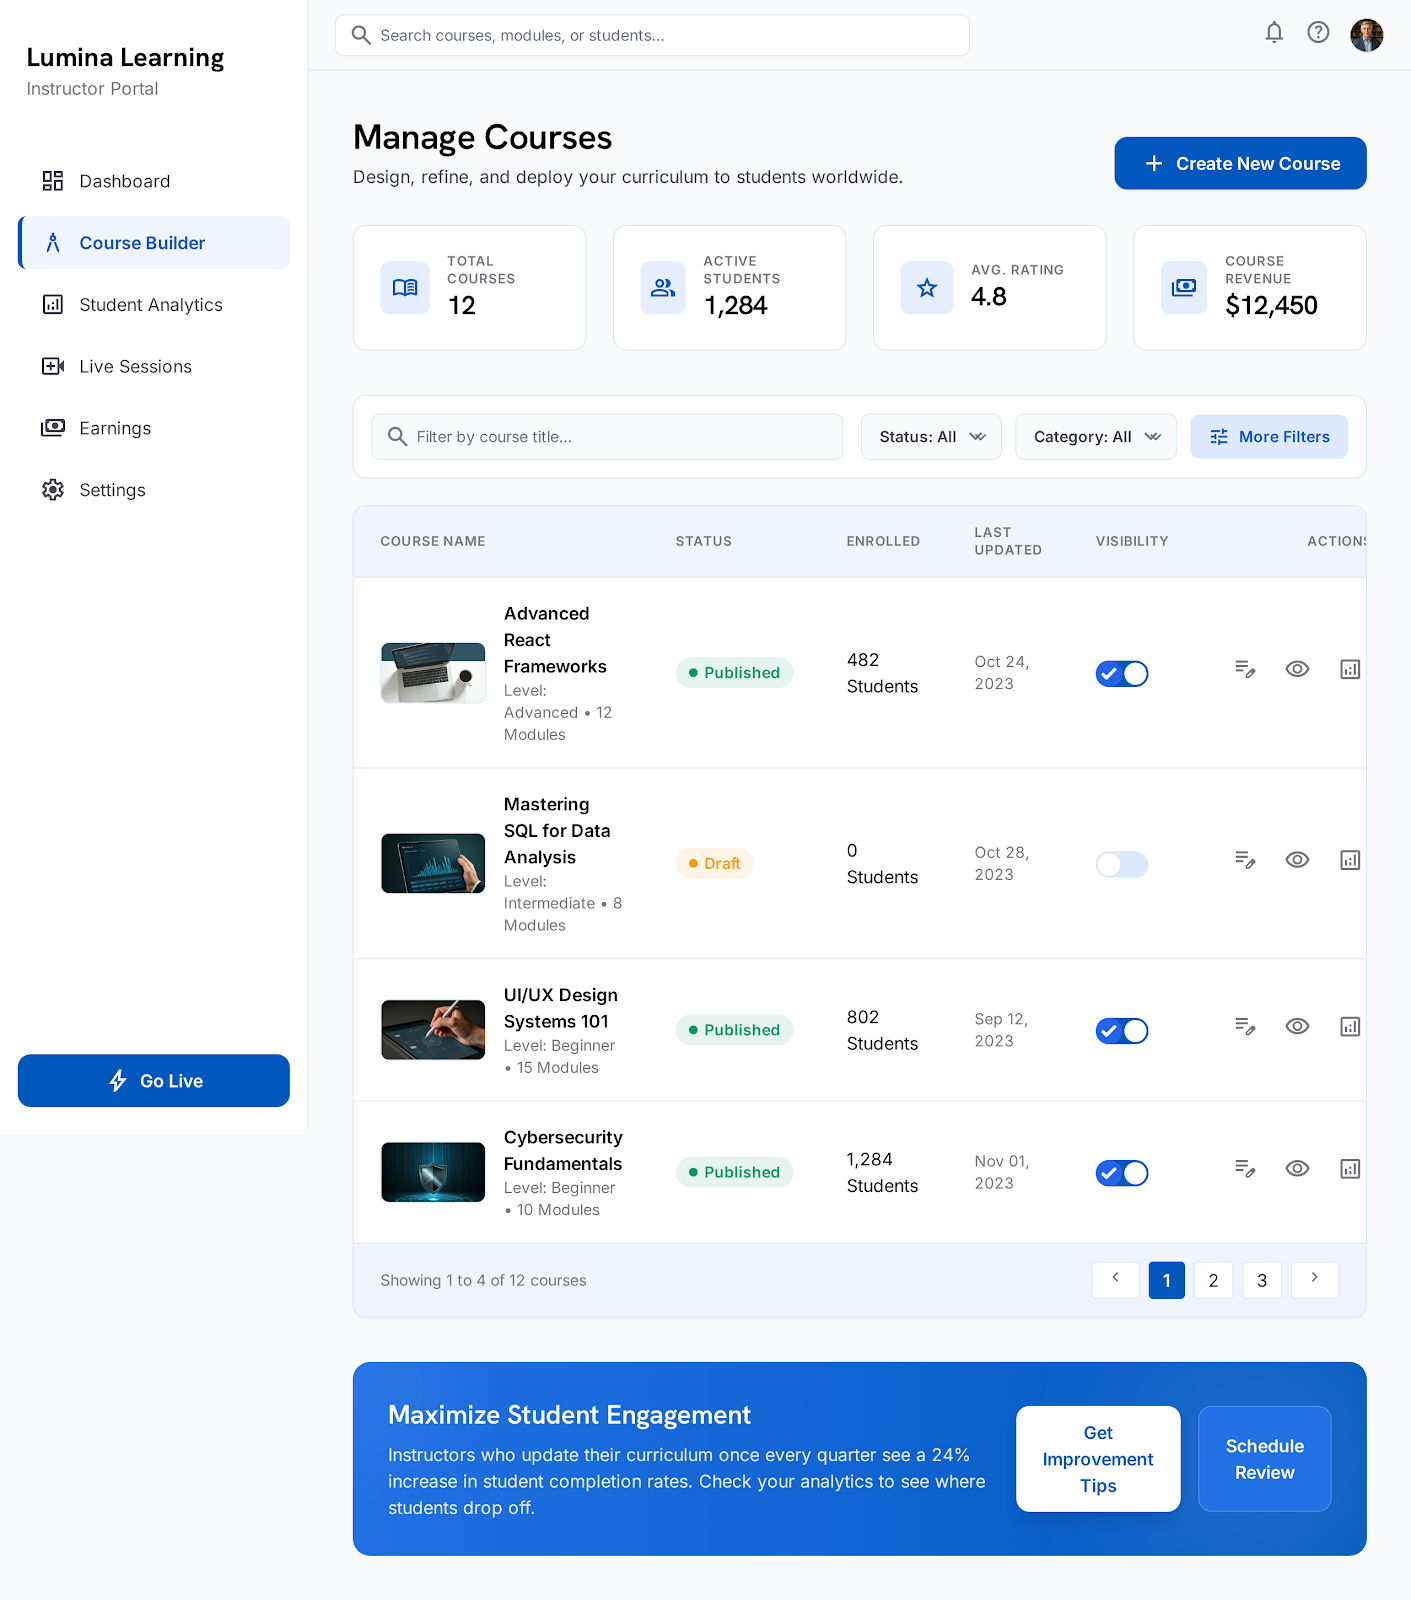 Lumina Learning
Instructor Portal
Dashboard
Course Builder
Student Analytics
Live Sessions
Earnings
Settings
Go Live
Search courses, modules, or students...
Manage Courses
Design, refine, and deploy your curriculum to students worldwide.
Create New Course
TOTAL
COURSES
12
ACTIVE
STUDENTS
1,284
AVG. RATING
4.8
COURSE
REVENUE
$12,450
Filter by course title...
Status: All
Category: All
More Filters
COURSE NAME
STATUS
ENROLLED
LAST
UPDATED
VISIBILITY
ACTIONS
Advanced
React
Frameworks
Level:
Advanced • 12
Modules
Published
482
Students
Oct 24,
2023
Mastering
SQL for Data
Analysis
Level:
Intermediate • 8
Modules
Draft
0
Students
Oct 28,
2023
UI/UX Design
Systems 101
Level: Beginner
• 15 Modules
Published
802
Students
Sep 12,
2023
Cybersecurity
Fundamentals
Level: Beginner
• 10 Modules
Published
1,284
Students
Nov 01,
2023
Showing 1 to 4 of 12 courses
1
2
3
Maximize Student Engagement
Instructors who update their curriculum once every quarter see a 24%
increase in student completion rates. Check your analytics to see where
students drop off.
Get
Improvement
Tips
Schedule
Review